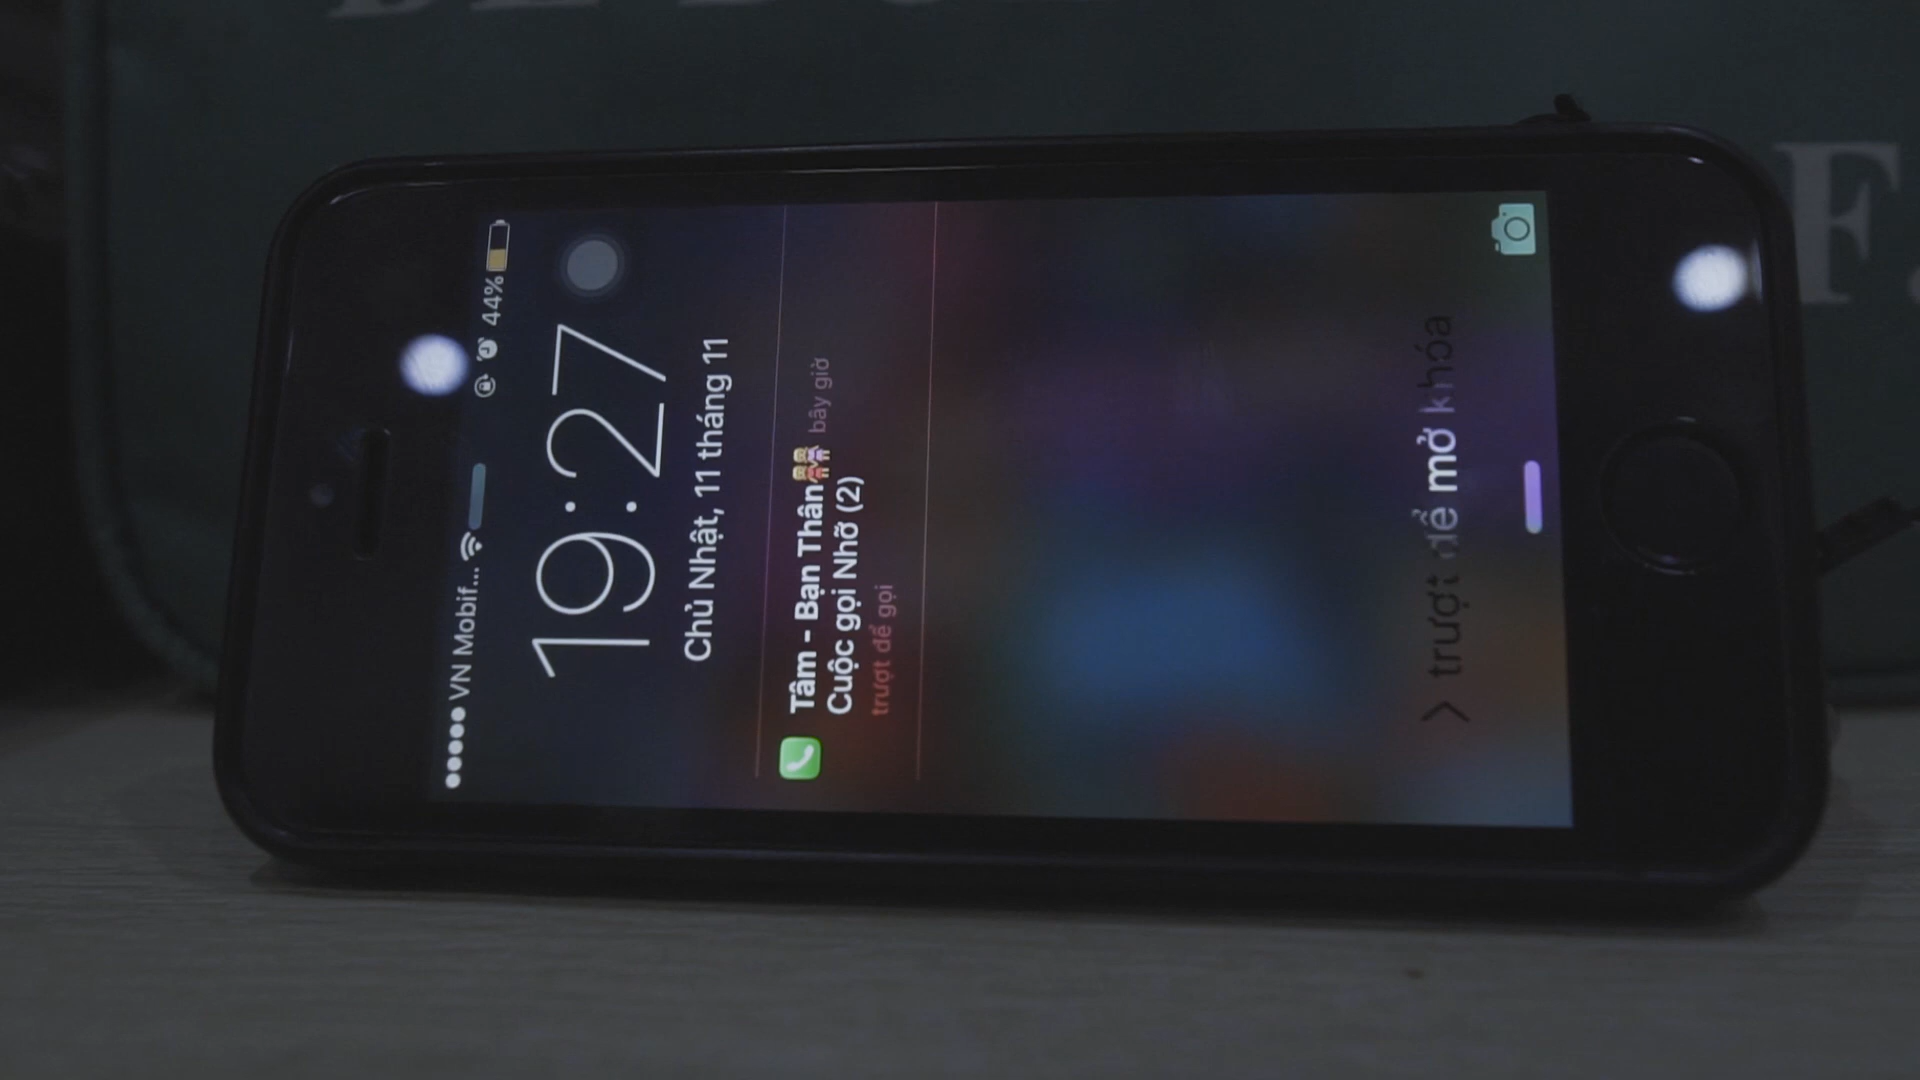 VN Mobif... 44%
19:27
Chủ Nhật, 11 tháng 11
Tâm - Bạn Thân👭 bây giờ
Cuộc gọi Nhỡ (2)
trượt để gọi
> trượt để mở khóa
F